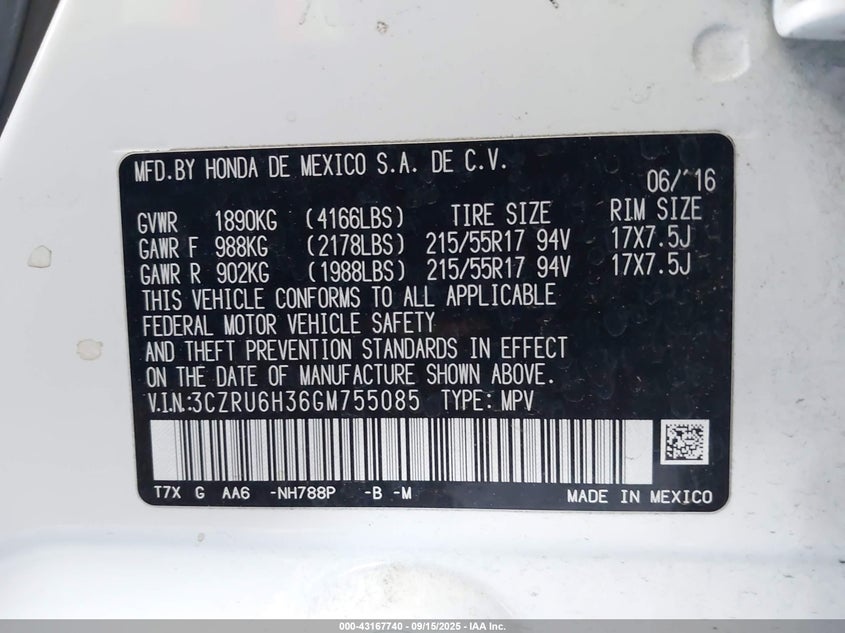 MFD.BY HONDA DE MEXICO S.A. DE C.V.
06/'16
GVWR 1890KG (4166LBS) TIRE SIZE RIM SIZE
GAWR F 988KG (2178LBS) 215/55R17 94V 17X7.5J
GAWR R 902KG (1988LBS) 215/55R17 94V 17X7.5J
THIS VEHICLE CONFORMS TO ALL APPLICABLE
FEDERAL MOTOR VEHICLE SAFETY
AND THEFT PREVENTION STANDARDS IN EFFECT
ON THE DATE OF MANUFACTURE SHOWN ABOVE.
V.I.N.:3CZRU6H36GM755085 TYPE: MPV
T7X G AA6 -NH788P -B -M MADE IN MEXICO
000-43167740 - 09/15/2025 - IAA Inc.